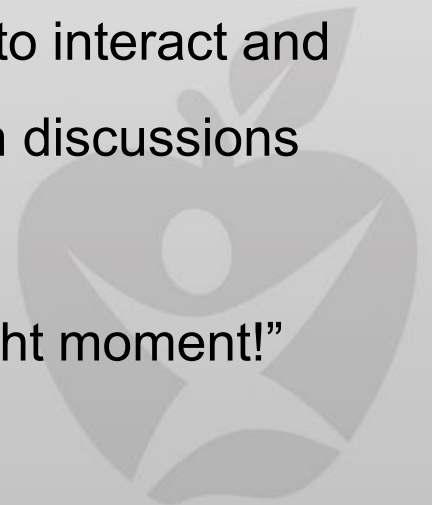 to interact and
discussions
ht moment!”